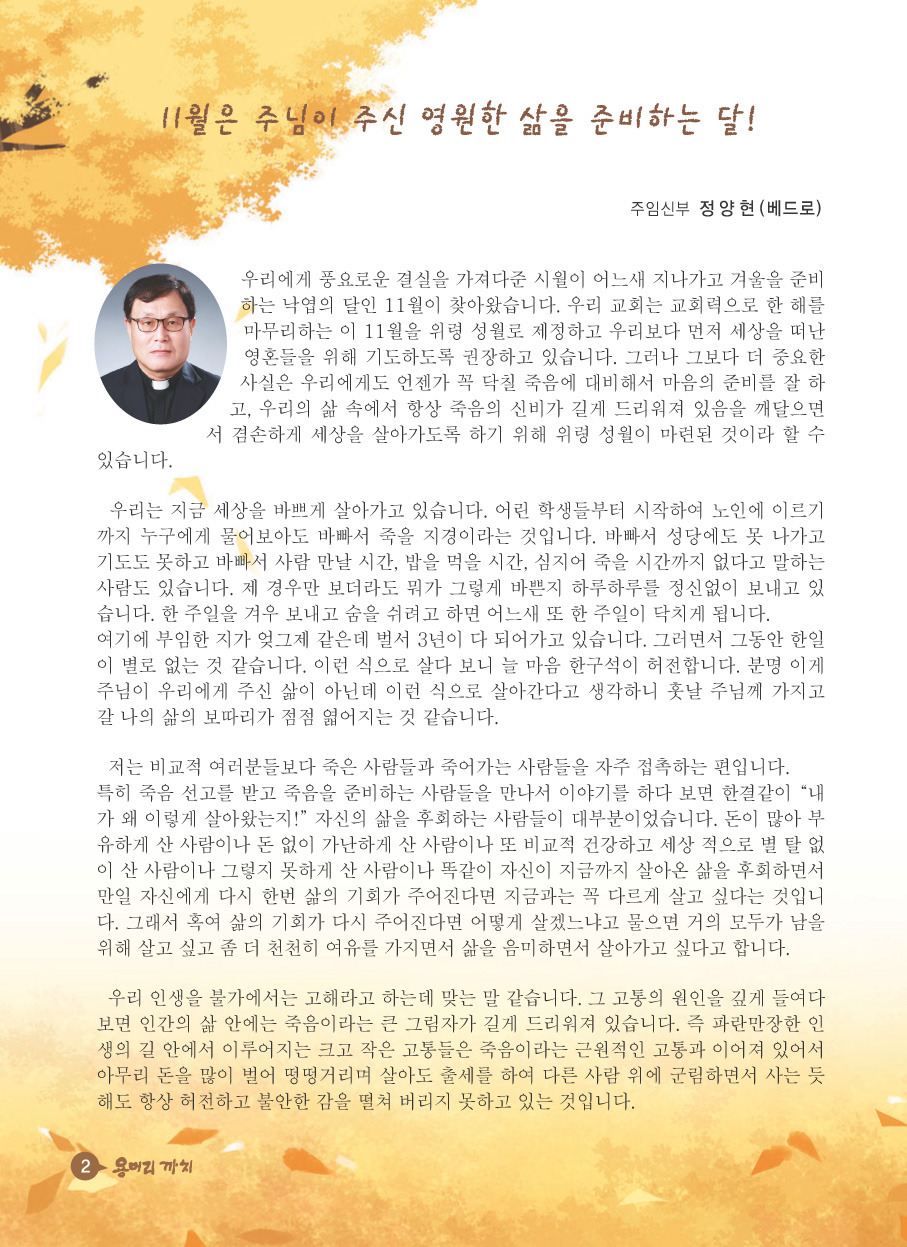 11월은 주님이 주신 영원한 삶을 준비하는 달!
주임신부 정양현(베드로)
우리에게 풍요로운 결실을 가져다준 시월이 어느새 지나가고 겨울을 준비
하는 낙엽의 달인 11월이 찾아왔습니다. 우리 교회는 교회력으로 한 해를
마무리하는 이 11월을 위령 성월로 제정하고 우리보다 먼저 세상을 떠난
영혼들을 위해 기도하도록 권장하고 있습니다. 그러나 그보다 더 중요한
사실은 우리에게도 언젠가 꼭 닥칠 죽음에 대비해서 마음의 준비를 잘 하
고, 우리의 삶 속에서 항상 죽음의 신비가 길게 드리워져 있음을 깨달으면
서 겸손하게 세상을 살아가도록 하기 위해 위령 성월이 마련된 것이라 할 수
있습니다.
우리는 지금 세상을 바쁘게 살아가고 있습니다. 어린 학생들부터 시작하여 노인에 이르기
까지 누구에게 물어보아도 바빠서 죽을 지경이라는 것입니다. 바빠서 성당에도 못 나가고
기도도 못하고 바빠서 사람 만날 시간, 밥을 먹을 시간, 심지어 죽을 시간까지 없다고 말하는
사람도 있습니다. 제 경우만 보더라도 뭐가 그렇게 바쁜지 하루하루를 정신없이 보내고 있
습니다. 한 주일을 겨우 보내고 숨을 쉬려고 하면 어느새 또 한 주일이 닥치게 됩니다.
여기에 부임한 지가 엊그제 같은데 벌서 3년이 다 되어가고 있습니다. 그러면서 그동안 한일
이 별로 없는 것 같습니다. 이런 식으로 살다 보니 늘 마음 한구석이 허전합니다. 분명 이게
주님이 우리에게 주신 삶이 아닌데 이런 식으로 살아간다고 생각하니 훗날 주님께 가지고
갈 나의 삶의 보따리가 점점 엷어지는 것 같습니다.
저는 비교적 여러분들보다 죽은 사람들과 죽어가는 사람들을 자주 접촉하는 편입니다.
특히 죽음 선고를 받고 죽음을 준비하는 사람들을 만나서 이야기를 하다 보면 한결같이 “내
가 왜 이렇게 살아왔는지!” 자신의 삶을 후회하는 사람들이 대부분이었습니다. 돈이 많아 부
유하게 산 사람이나 돈 없이 가난하게 산 사람이나 또 비교적 건강하고 세상 적으로 별 탈 없
이 산 사람이나 그렇지 못하게 산 사람이나 똑같이 자신이 지금까지 살아온 삶을 후회하면서
만일 자신에게 다시 한번 삶의 기회가 주어진다면 지금과는 꼭 다르게 살고 싶다는 것입니
다. 그래서 혹여 삶의 기회가 다시 주어진다면 어떻게 살겠느냐고 물으면 거의 모두가 남을
위해 살고 싶고 좀 더 천천히 여유를 가지면서 삶을 음미하면서 살아가고 싶다고 합니다.
우리 인생을 불가에서는 고해라고 하는데 맞는 말 같습니다. 그 고통의 원인을 깊게 들여다
보면 인간의 삶 안에는 죽음이라는 큰 그림자가 길게 드리워져 있습니다. 즉 파란만장한 인
생의 길 안에서 이루어지는 크고 작은 고통들은 죽음이라는 근원적인 고통과 이어져 있어서
아무리 돈을 많이 벌어 떵떵거리며 살아도 출세를 하여 다른 사람 위에 군림하면서 사는 듯
해도 항상 허전하고 불안한 감을 떨쳐 버리지 못하고 있는 것입니다.
2 용머리 까치